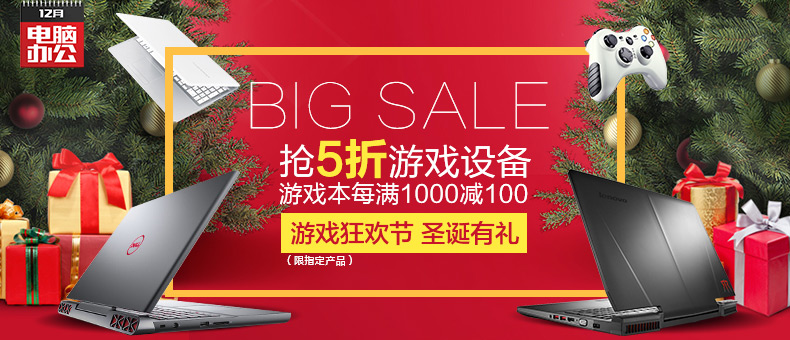 12月
电脑
办公
BIG SALE
抢5折游戏设备
游戏本每满1000减100
游戏狂欢节 圣诞有礼
（限指定产品）
DELL
lenovo